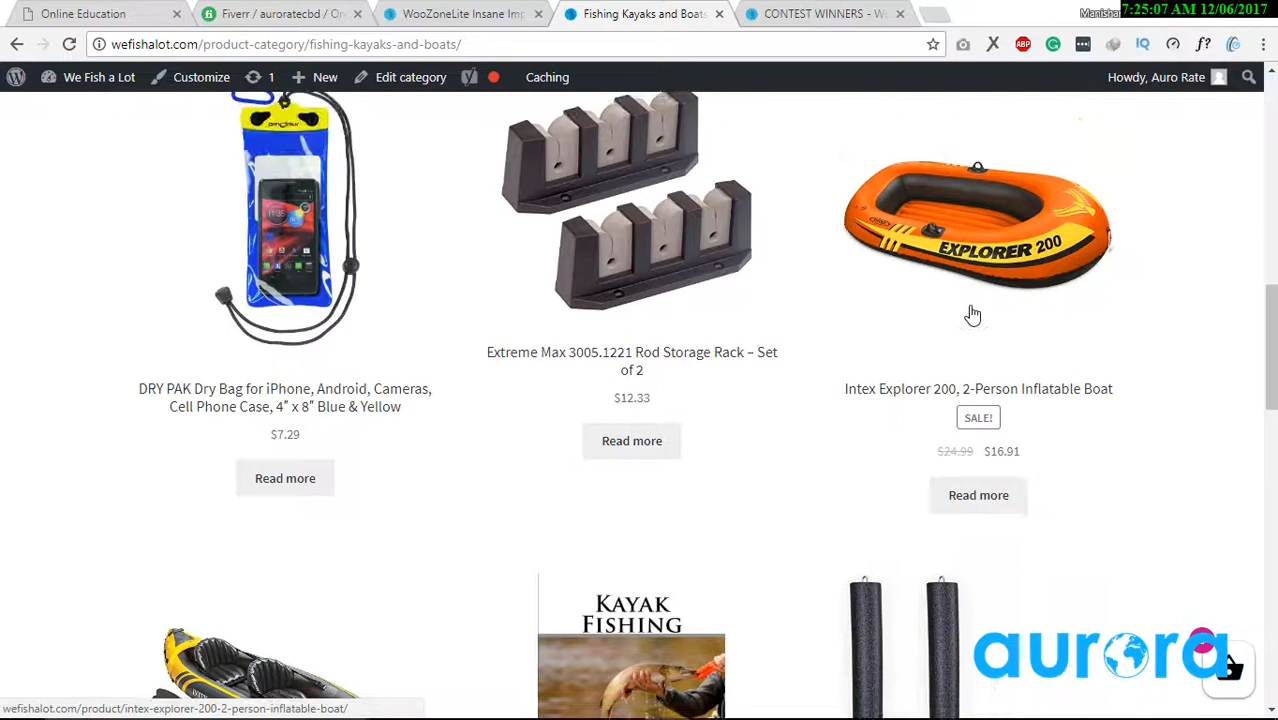 Online Education
Fiverr / auroratecbd / Or
WooZoneLite Insane Imp
Fishing Kayaks and Boats
CONTEST WINNERS - W
Manisha
7:25:07 AM 12/06/2017
wefishalot.com/product-category/fishing-kayaks-and-boats/
ABP
IQ
f?
We Fish a Lot
Customize
1
New
Edit category
Caching
Howdy, Auro Rate
EXPLORER 200
DRY PAK Dry Bag for iPhone, Android, Cameras,
Cell Phone Case, 4″ x 8″ Blue & Yellow
$7.29
Read more
Extreme Max 3005.1221 Rod Storage Rack – Set
of 2
$12.33
Read more
Intex Explorer 200, 2-Person Inflatable Boat
SALE!
$24.99 $16.91
Read more
KAYAK
FISHING
aurora
wefishalot.com/product/intex-explorer-200-2-person-inflatable-boat/